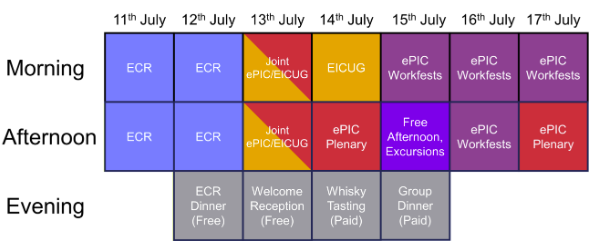 11th July 12th July 13th July 14th July 15th July 16th July 17th July
Morning
ECR
ECR
Joint
ePIC/EICUG
EICUG
ePIC
Workfests
ePIC
Workfests
ePIC
Workfests
Afternoon
ECR
ECR
Joint
ePIC/EICUG
ePIC
Plenary
Free
Afternoon,
Excursions
ePIC
Workfests
ePIC
Plenary
Evening
ECR
Dinner
(Free)
Welcome
Reception
(Free)
Whisky
Tasting
(Paid)
Group
Dinner
(Paid)